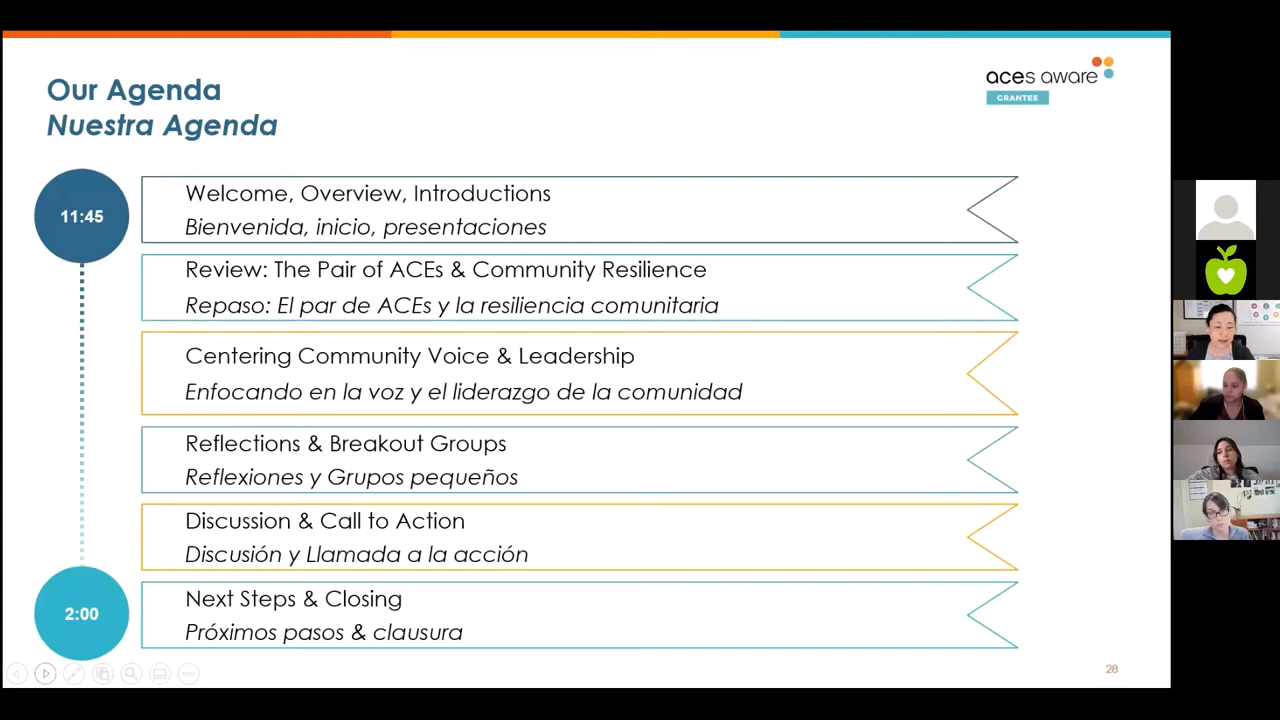 Our Agenda
Nuestra Agenda
aces aware
GRANTEE
11:45
Welcome, Overview, Introductions
Bienvenida, inicio, presentaciones
Review: The Pair of ACEs & Community Resilience
Repaso: El par de ACEs y la resiliencia comunitaria
Centering Community Voice & Leadership
Enfocando en la voz y el liderazgo de la comunidad
Reflections & Breakout Groups
Reflexiones y Grupos pequeños
Discussion & Call to Action
Discusión y Llamada a la acción
2:00
Next Steps & Closing
Próximos pasos & clausura
28